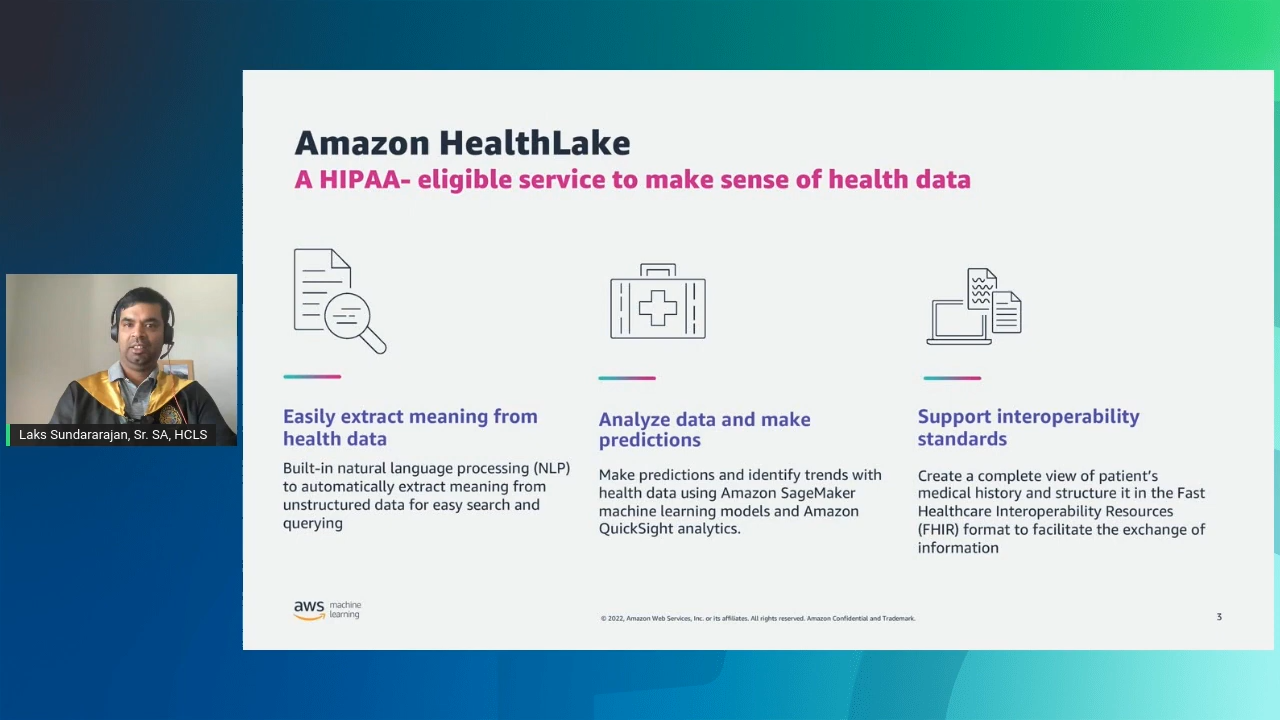 Amazon HealthLake
A HIPAA- eligible service to make sense of health data
Easily extract meaning from
health data
Built-in natural language processing (NLP)
to automatically extract meaning from
unstructured data for easy search and
querying
Analyze data and make
predictions
Make predictions and identify trends with
health data using Amazon SageMaker
machine learning models and Amazon
QuickSight analytics.
Support interoperability
standards
Create a complete view of patient’s
medical history and structure it in the Fast
Healthcare Interoperability Resources
(FHIR) format to facilitate the exchange of
information
Laks Sundararajan, Sr. SA, HCLS
aws machine
learning
© 2022, Amazon Web Services, Inc. or its affiliates. All rights reserved. Amazon Confidential and Trademark.
3